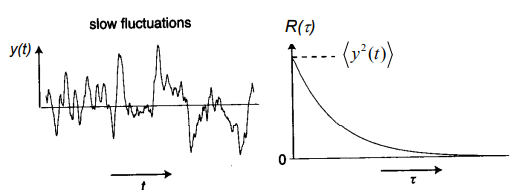 slow fluctuations
y(t)
t
R(τ)
⟨y²(t)⟩
0
τ